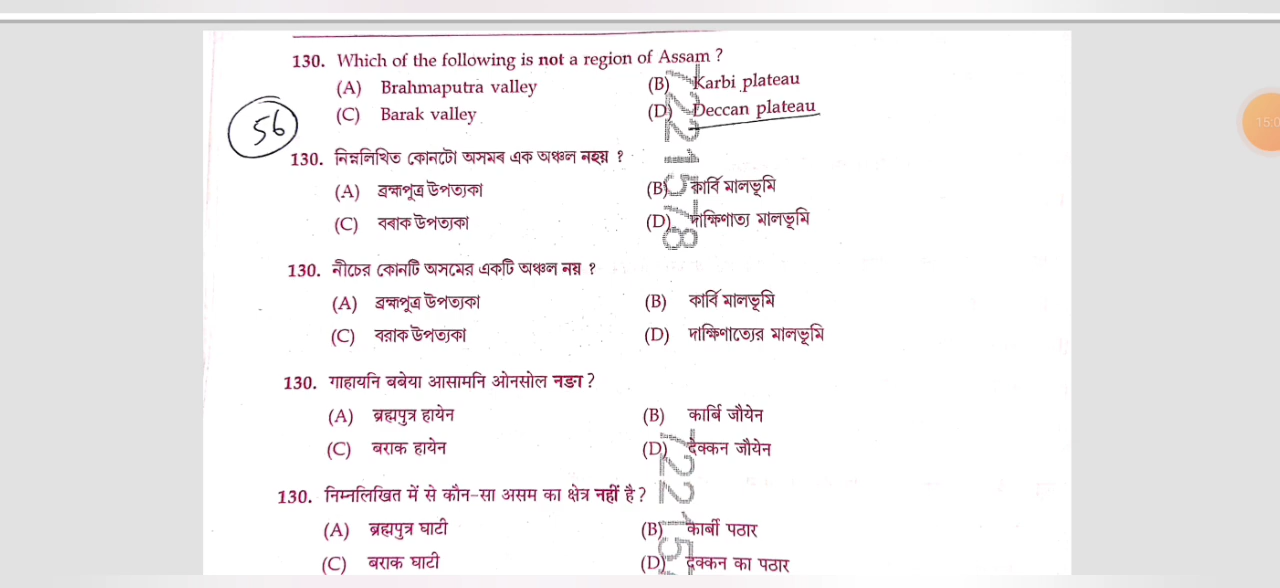 130. Which of the following is not a region of Assam ?
(A) Brahmaputra valley (B) Karbi plateau
(C) Barak valley (D) Deccan plateau
56
130. নিম্নলিখিত কোনটো অসমৰ এক অঞ্চল নহয় ?
(A) ব্ৰহ্মপুত্ৰ উপত্যকা (B) কাৰ্বি মালভূমি
(C) বৰাক উপত্যকা (D) দাক্ষিণাত্য মালভূমি
130. নীচের কোনটি অসমের একটি অঞ্চল নয় ?
(A) ব্রহ্মপুত্র উপত্যকা (B) কার্বি মালভূমি
(C) বরাক উপত্যকা (D) দাক্ষিণাত্যের মালভূমি
130. गाहायनि बबेया आसामनि ओनसोल नङा ?
(A) ब्रह्मपुत्र हायेन (B) कार्बि जौयेन
(C) बराक हायेन (D) देक्कन जौयेन
130. निम्नलिखित में से कौन-सा असम का क्षेत्र नहीं है ?
(A) ब्रह्मपुत्र घाटी (B) कार्बी पठार
(C) बराक घाटी (D) दक्कन का पठार